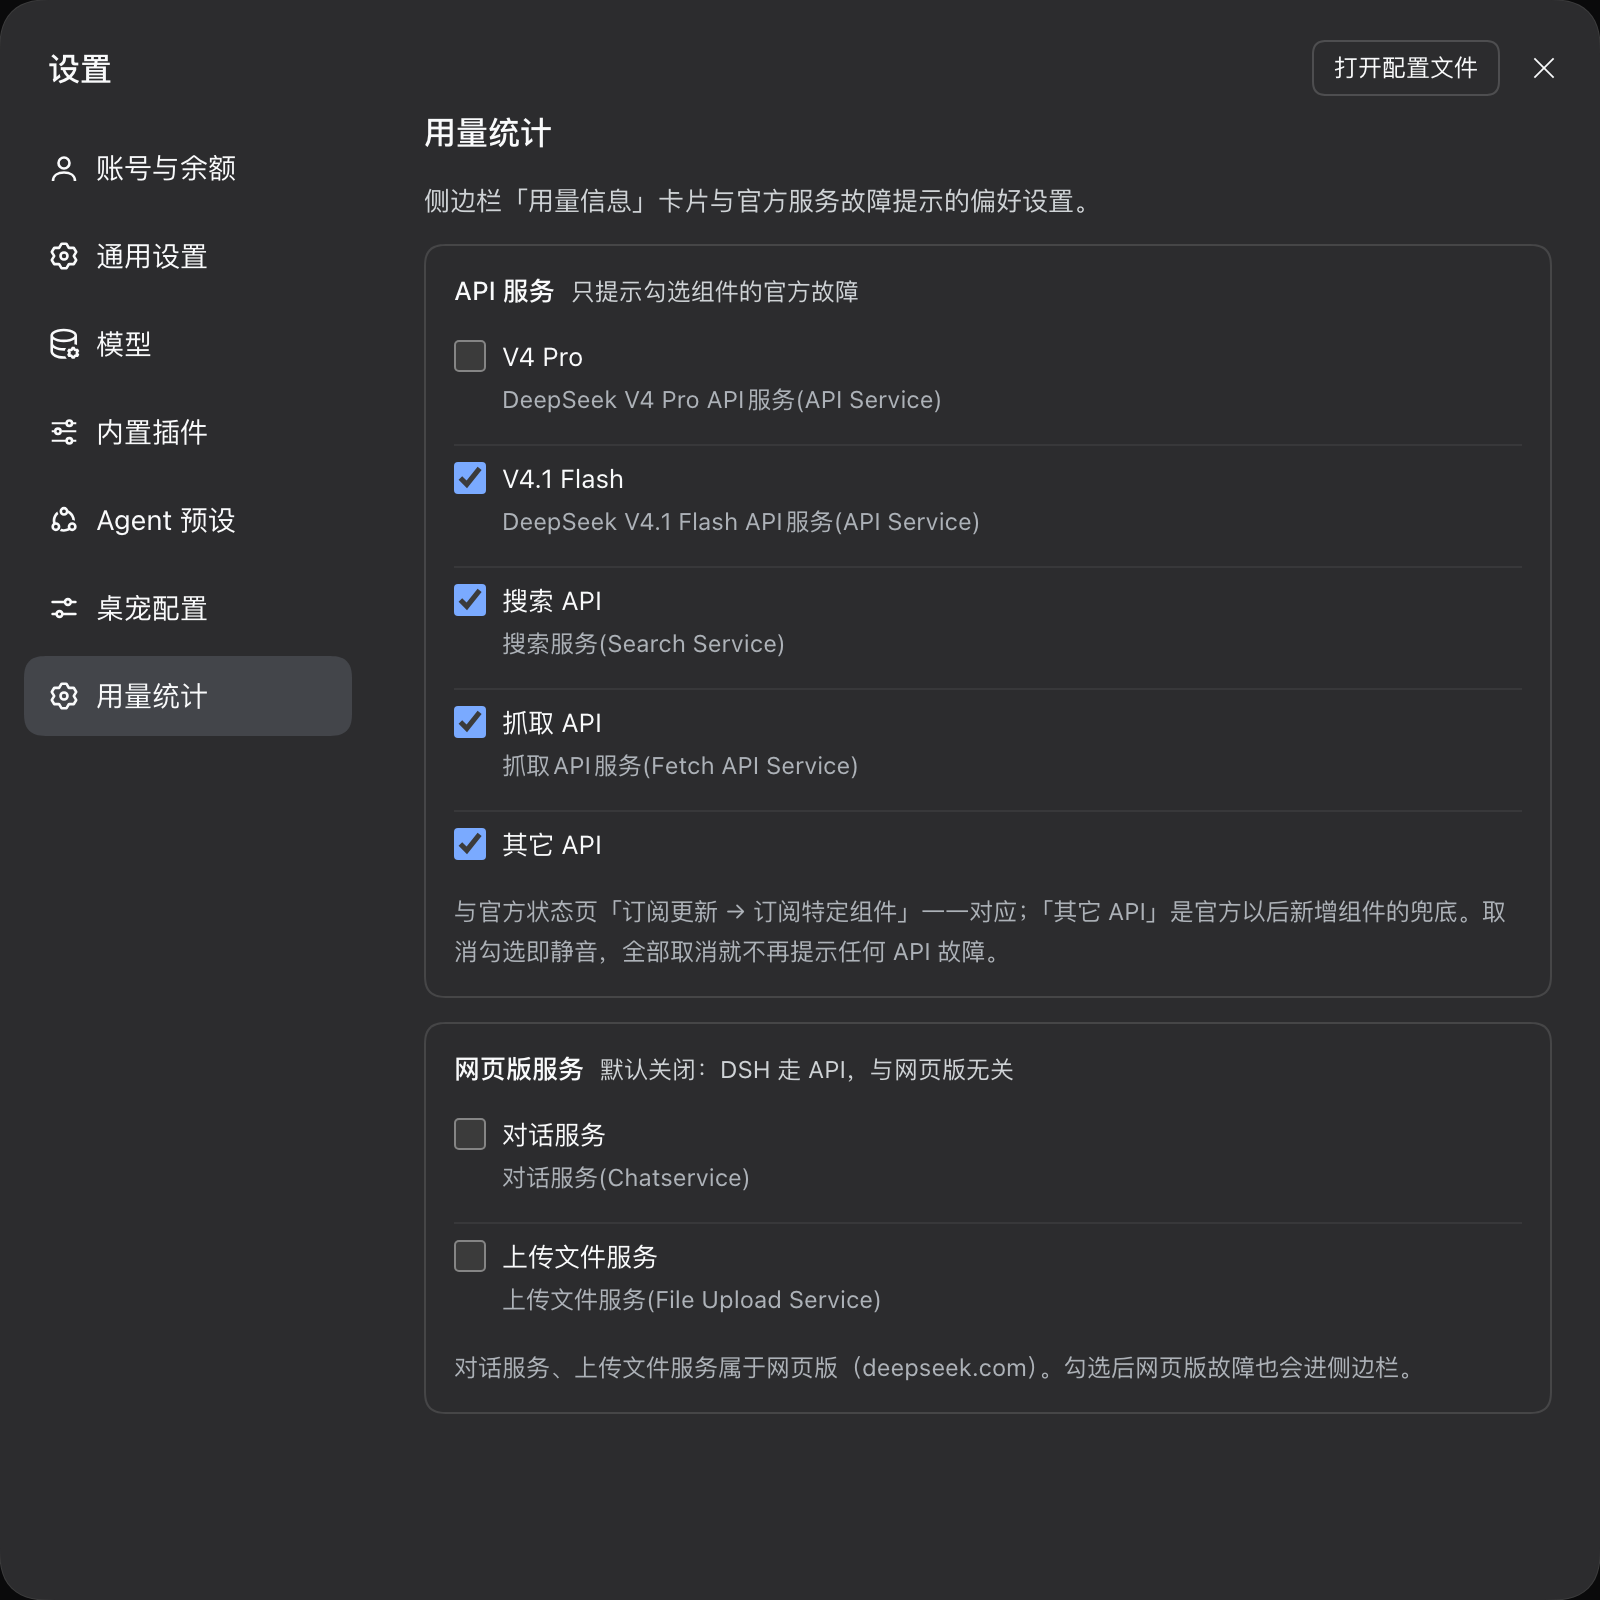 设置
打开配置文件
账号与余额
通用设置
模型
内置插件
Agent 预设
桌宠配置
用量统计
用量统计
侧边栏「用量信息」卡片与官方服务故障提示的偏好设置。
API 服务 只提示勾选组件的官方故障
V4 Pro
DeepSeek V4 Pro API服务(API Service)
V4.1 Flash
DeepSeek V4.1 Flash API服务(API Service)
搜索 API
搜索服务(Search Service)
抓取 API
抓取API服务(Fetch API Service)
其它 API
与官方状态页「订阅更新 → 订阅特定组件」一一对应；「其它 API」是官方以后新增组件的兜底。取
消勾选即静音，全部取消就不再提示任何 API 故障。
网页版服务 默认关闭：DSH 走 API，与网页版无关
对话服务
对话服务(Chatservice)
上传文件服务
上传文件服务(File Upload Service)
对话服务、上传文件服务属于网页版（deepseek.com）。勾选后网页版故障也会进侧边栏。